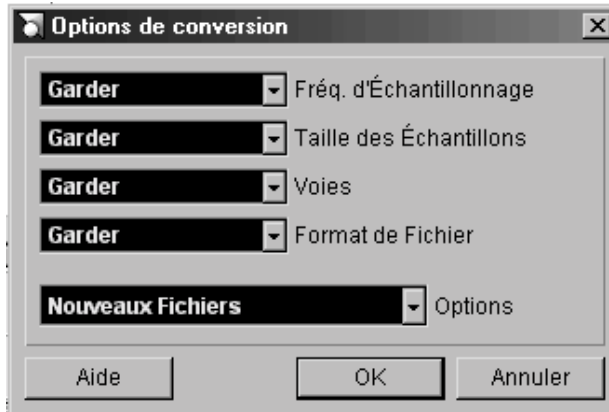 Options de conversion
Garder Fréq. d'Échantillonnage
Garder Taille des Échantillons
Garder Voies
Garder Format de Fichier
Nouveaux Fichiers Options
Aide OK Annuler